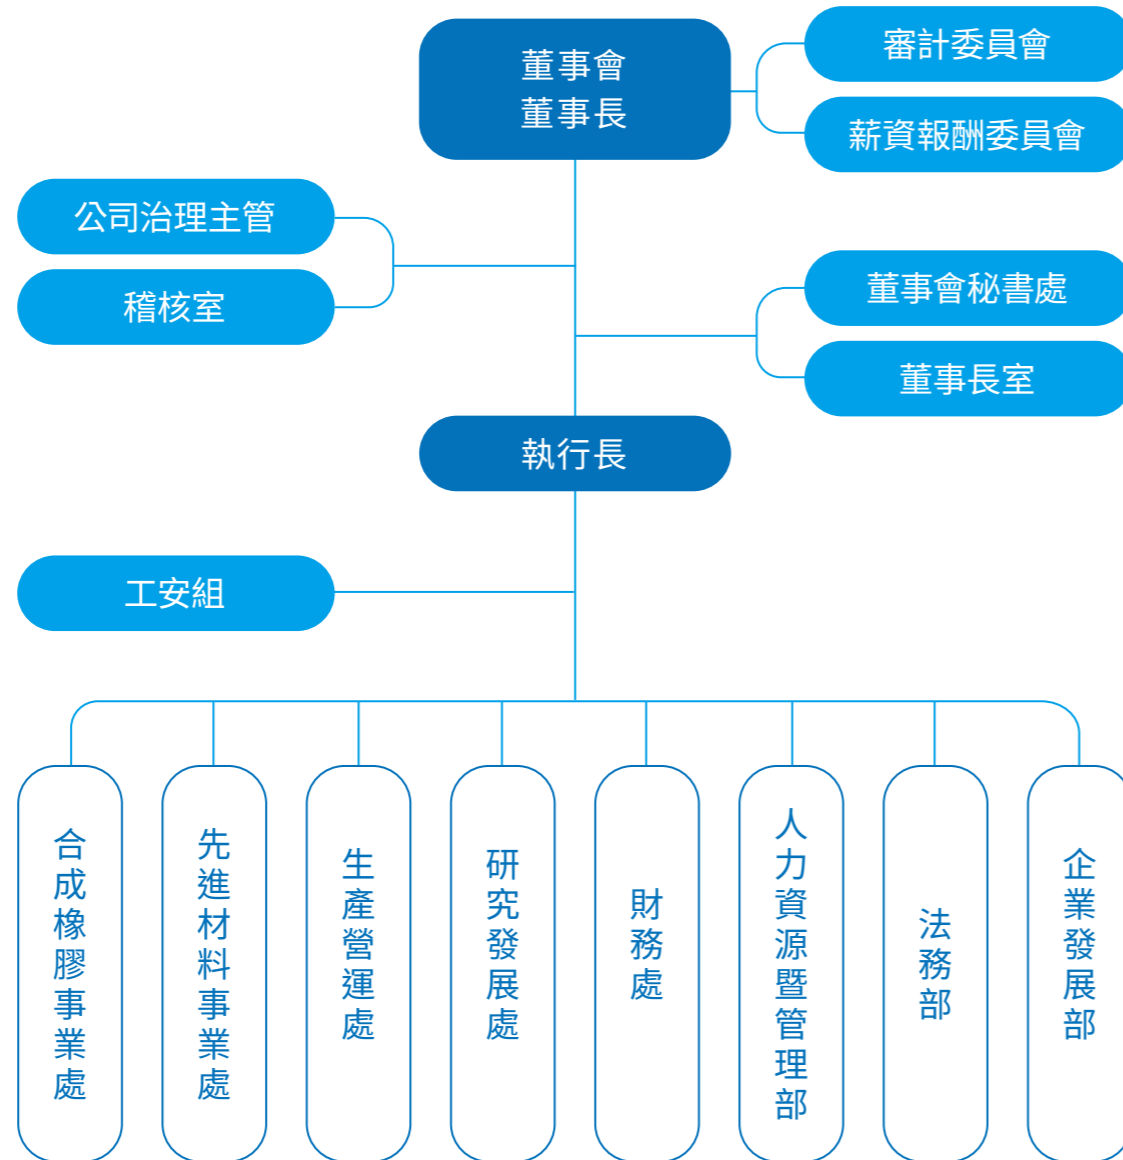 董事會
董事長
審計委員會
薪資報酬委員會
公司治理主管
稽核室
董事會秘書處
董事長室
執行長
工安組
合成橡膠事業處
先進材料事業處
生產營運處
研究發展處
財務處
人力資源暨管理部
法務部
企業發展部